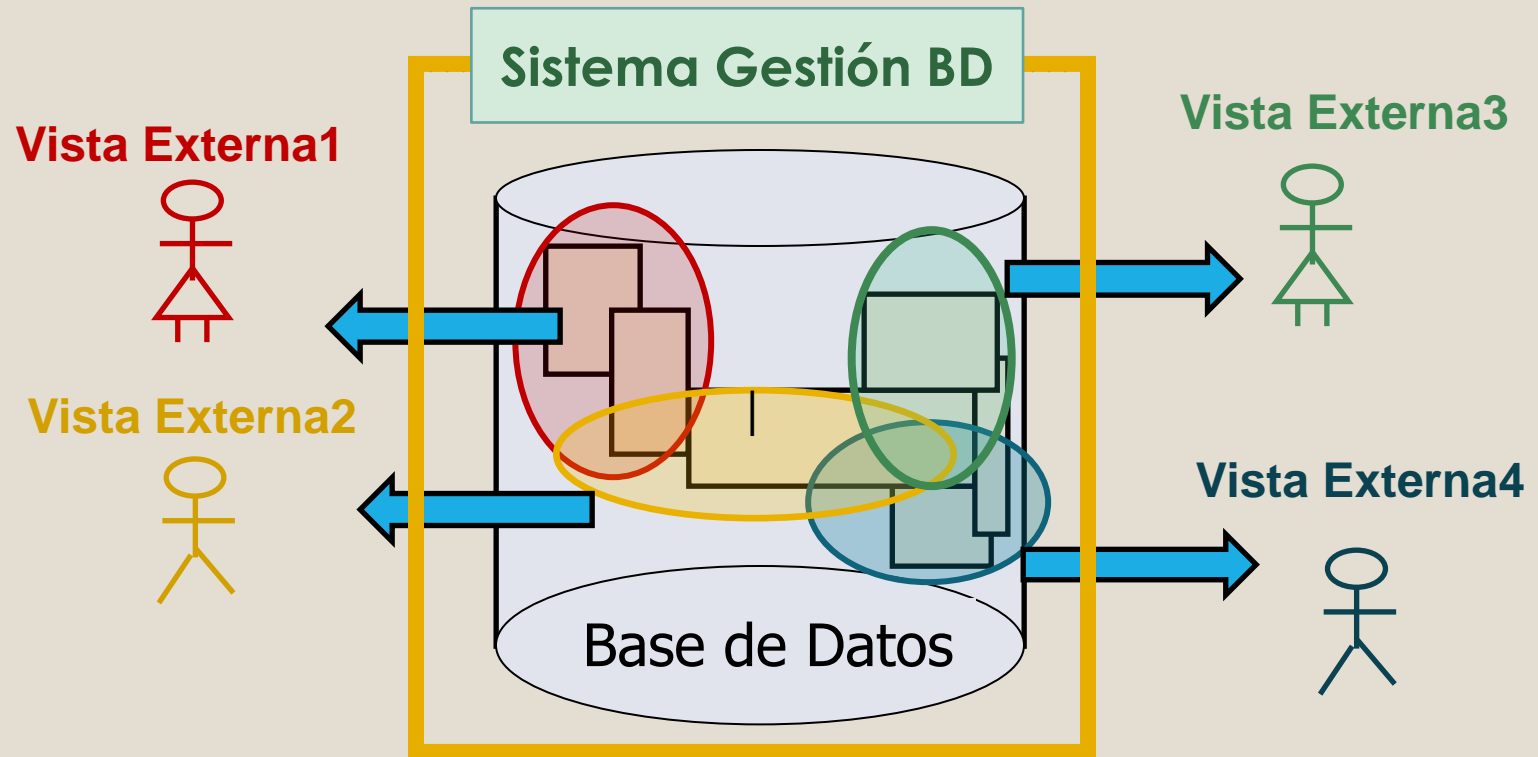 Sistema Gestión BD
Vista Externa1
Vista Externa3
Vista Externa2
Vista Externa4
Base de Datos